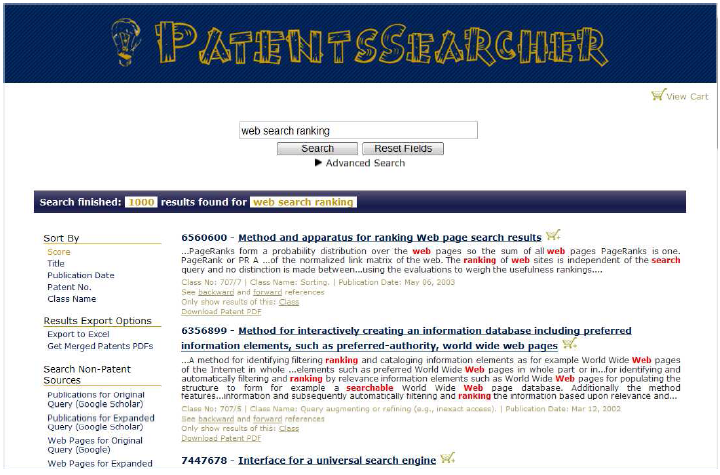 PATENTSSEARCHER
View Cart
web search ranking
Search Reset Fields
Advanced Search
Search finished: 1000 results found for web search ranking
Sort By
Score
Title
Publication Date
Patent No.
Class Name
Results Export Options
Export to Excel
Get Merged Patents PDFs
Search Non-Patent
Sources
Publications for Original
Query (Google Scholar)
Publications for Expanded
Query (Google Scholar)
Web Pages for Original
Query (Google)
Web Pages for Expanded
6560600 - Method and apparatus for ranking Web page search results
...PageRanks form a probability distribution over the web pages so the sum of all web pages PageRanks is one.
PageRank or PR A ...of the normalized link matrix of the web. The ranking of web sites is independent of the search
query and no distinction is made between...using the evaluations to weigh the usefulness rankings....
Class No: 707/7 | Class Name: Sorting. | Publication Date: May 06, 2003
See backward and forward references
Only show results of this: Class
Download Patent PDF
6356899 - Method for interactively creating an information database including preferred
information elements, such as preferred-authority, world wide web pages
...A method for identifying filtering ranking and cataloging information elements as for example World Wide Web pages
of the Internet in whole ...elements such as preferred World Wide Web pages in whole part or in...for identifying and
automatically filtering and ranking by relevance information elements such as World Wide Web pages for populating the
structure to form for example a searchable World Wide Web page database. Additionally the method
features...information and subsequently automatically filtering and ranking the information based upon relevance and...
Class No: 707/5 | Class Name: Query augmenting or refining (e.g., inexact access). | Publication Date: Mar 12, 2002
See backward and forward references
Only show results of this: Class
Download Patent PDF
7447678 - Interface for a universal search engine